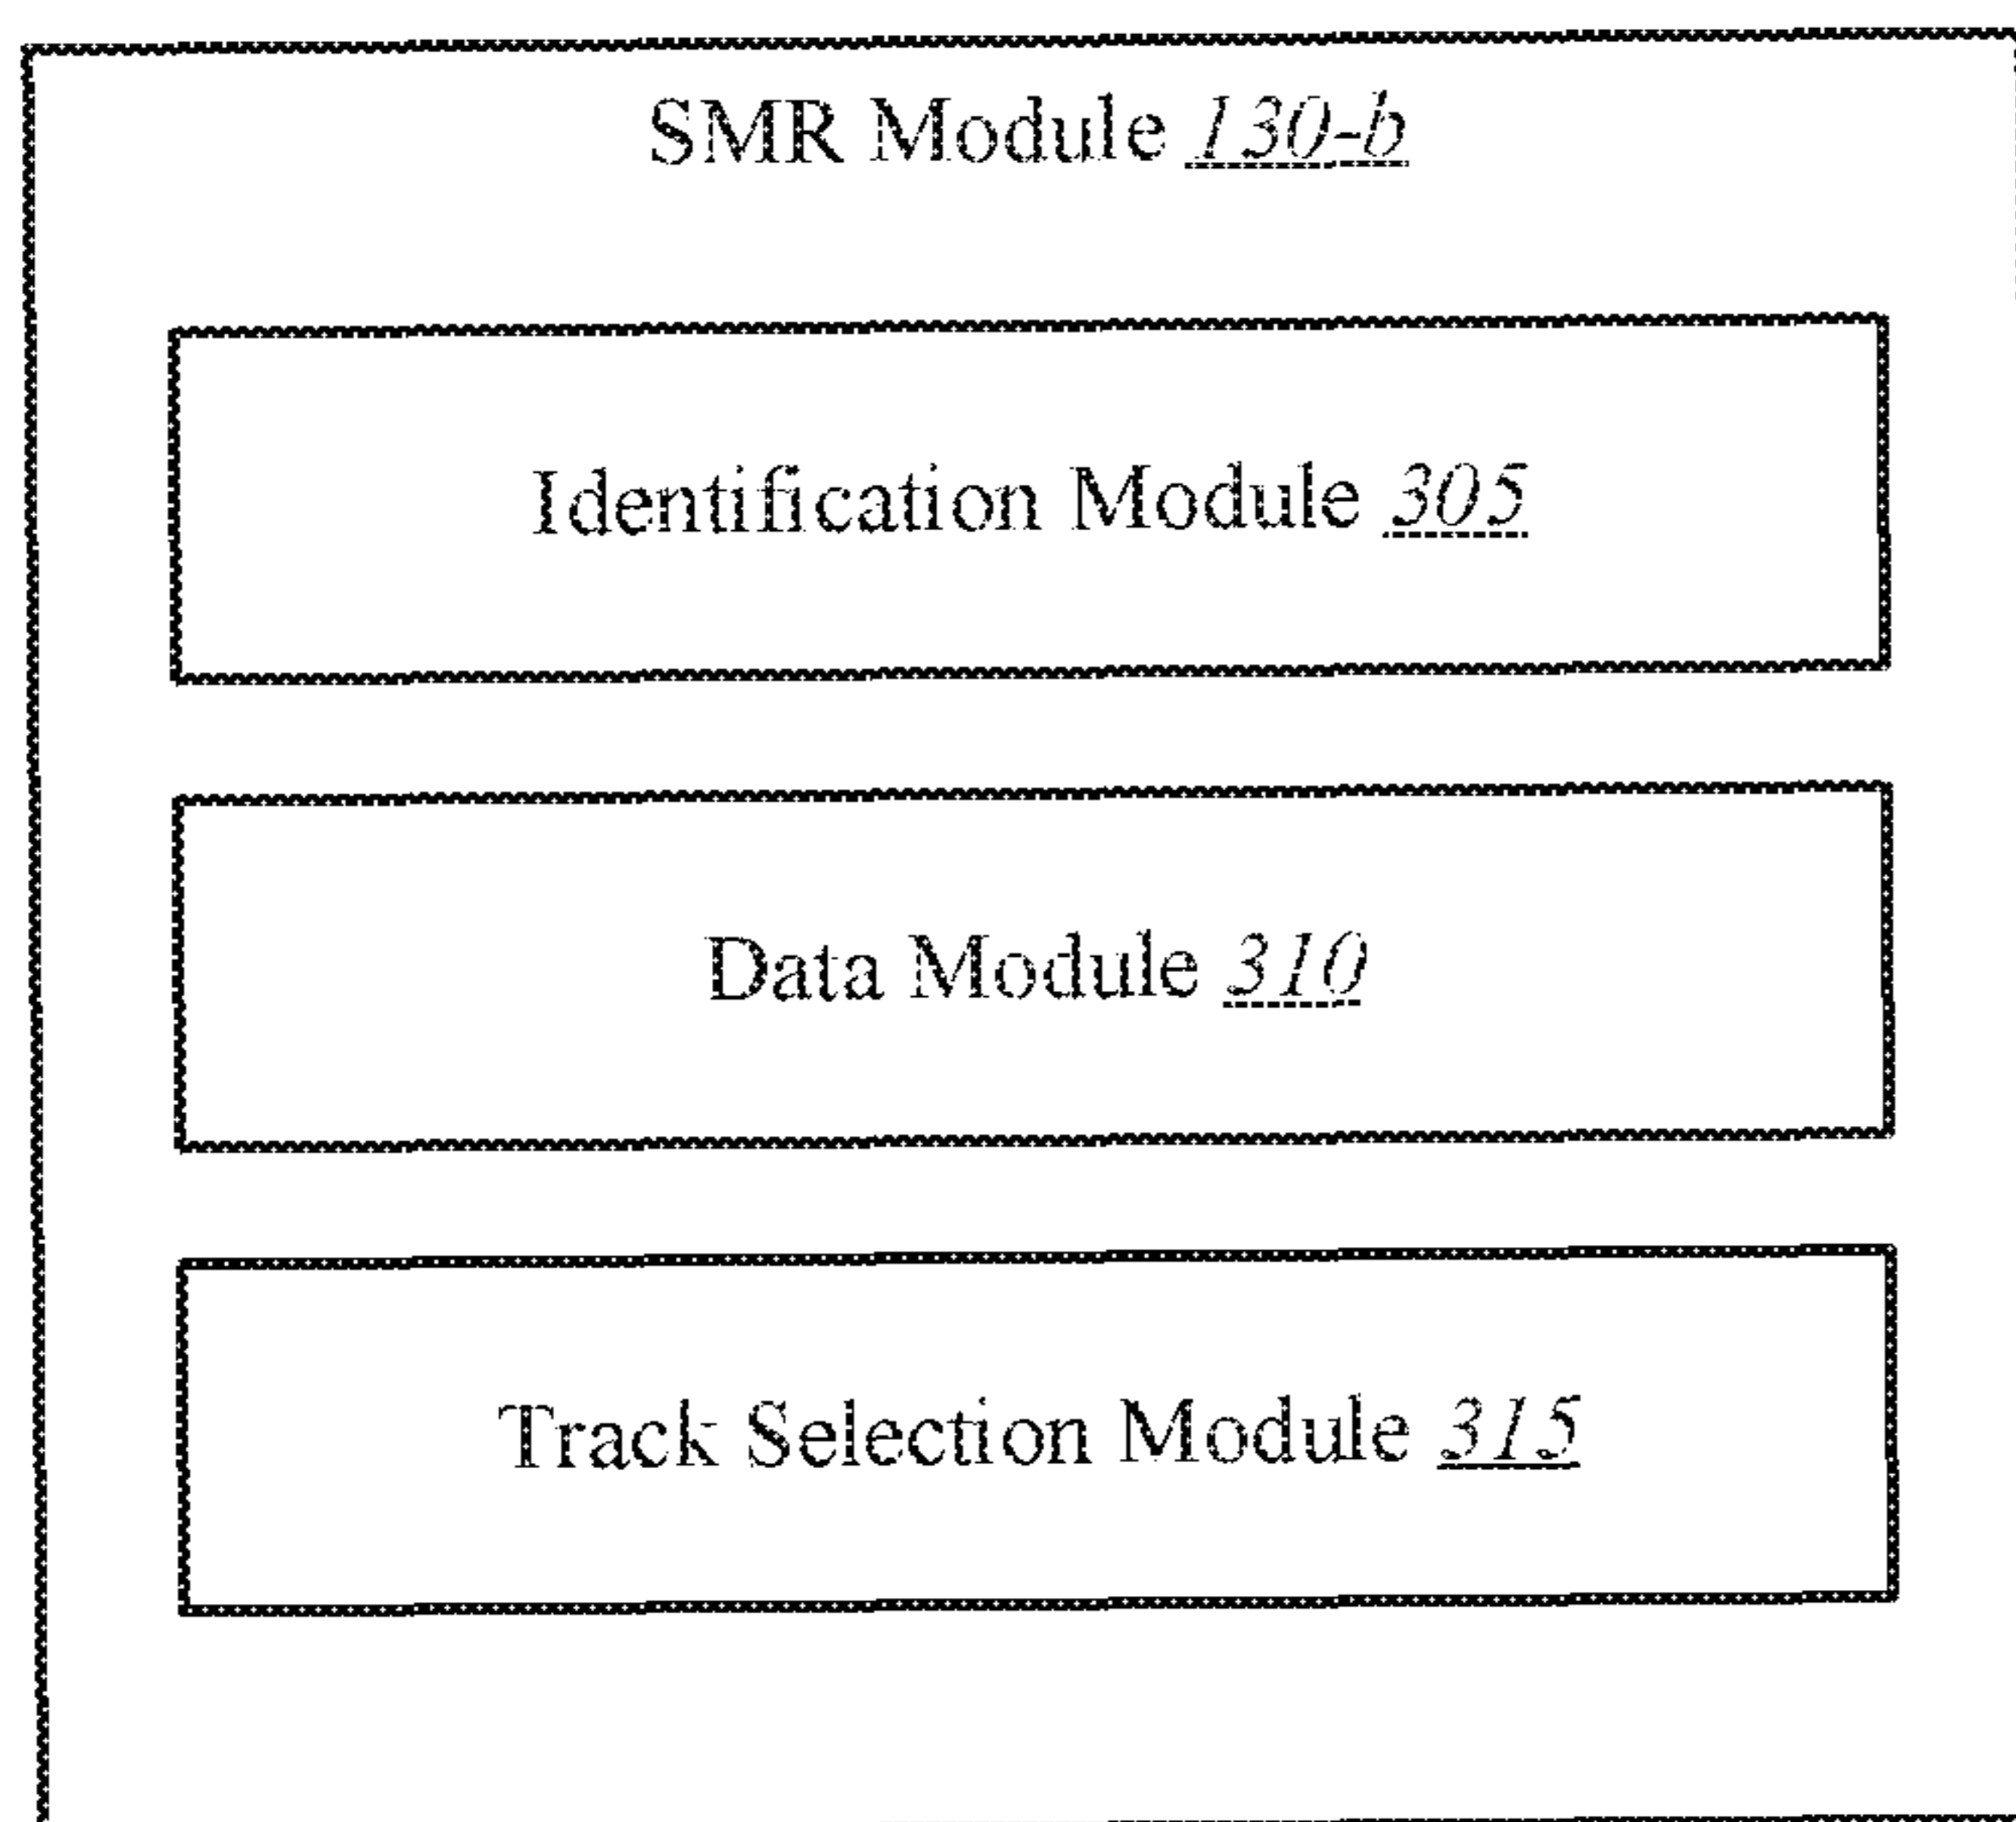 SMR Module 130-b
Identification Module 305
Data Module 310
Track Selection Module 315